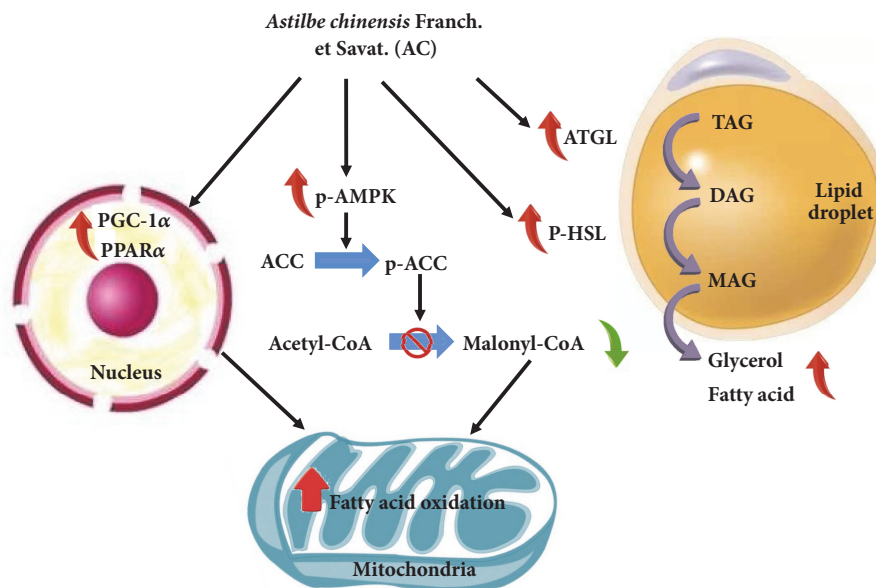 Astilbe chinensis Franch.
et Savat. (AC)
ATGL
TAG
p-AMPK
DAG
Lipid
droplet
PGC-1α
PPARα
P-HSL
ACC
p-ACC
MAG
Acetyl-CoA
Malonyl-CoA
Glycerol
Fatty acid
Nucleus
Fatty acid oxidation
Mitochondria